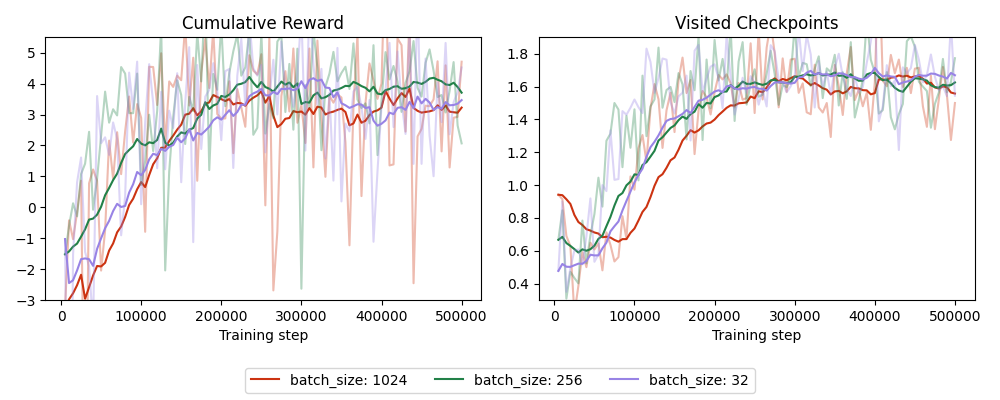 Cumulative Reward
5
4
3
2
1
0
−1
−2
−3
0 100000 200000 300000 400000 500000
Training step
Visited Checkpoints
1.8
1.6
1.4
1.2
1.0
0.8
0.6
0.4
0 100000 200000 300000 400000 500000
Training step
batch_size: 1024 batch_size: 256 batch_size: 32